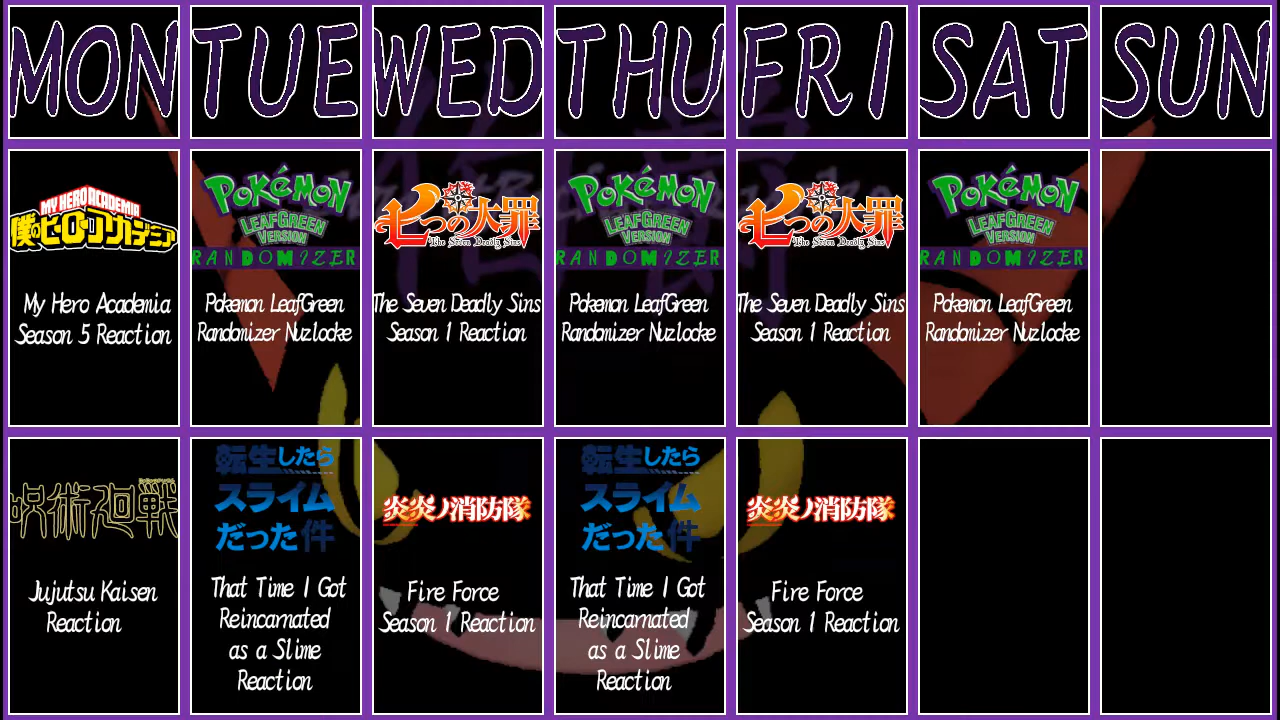 MON
TUE
WED
THU
FRI
SAT
SUN
MY HERO ACADEMIA
僕のヒーローアカデミア
My Hero Academia
Season 5 Reaction
POKéMON
LEAFGREEN
VERSION
RANDOMIZER
Pokemon LeafGreen
Randomizer Nuzlocke
七つの大罪
The Seven Deadly Sins
The Seven Deadly Sins
Season 1 Reaction
POKéMON
LEAFGREEN
VERSION
RANDOMIZER
Pokemon LeafGreen
Randomizer Nuzlocke
七つの大罪
The Seven Deadly Sins
The Seven Deadly Sins
Season 1 Reaction
POKéMON
LEAFGREEN
VERSION
RANDOMIZER
Pokemon LeafGreen
Randomizer Nuzlocke
呪術廻戦
Jujutsu Kaisen
Reaction
転生したら
スライム
だった件
That Time I Got
Reincarnated
as a Slime
Reaction
炎炎ノ消防隊
Fire Force
Season 1 Reaction
転生したら
スライム
だった件
That Time I Got
Reincarnated
as a Slime
Reaction
炎炎ノ消防隊
Fire Force
Season 1 Reaction